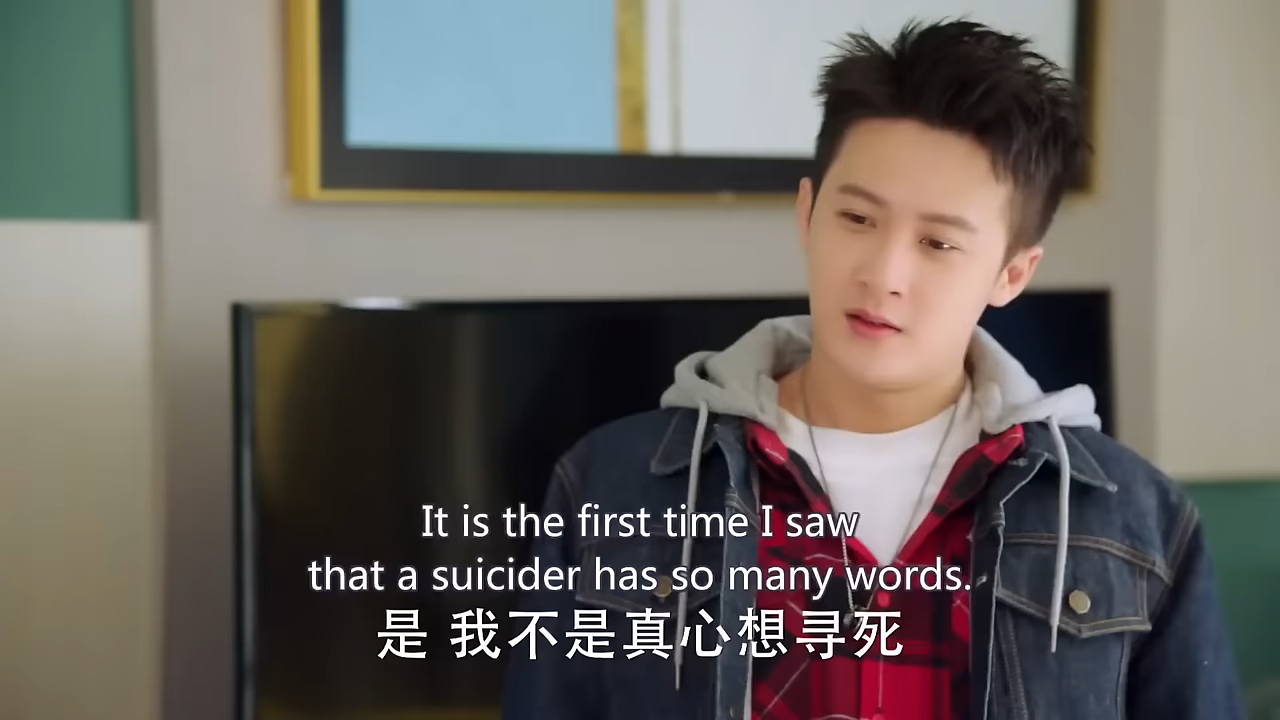 It is the first time I saw
that a suicider has so many words.
是 我不是真心想寻死